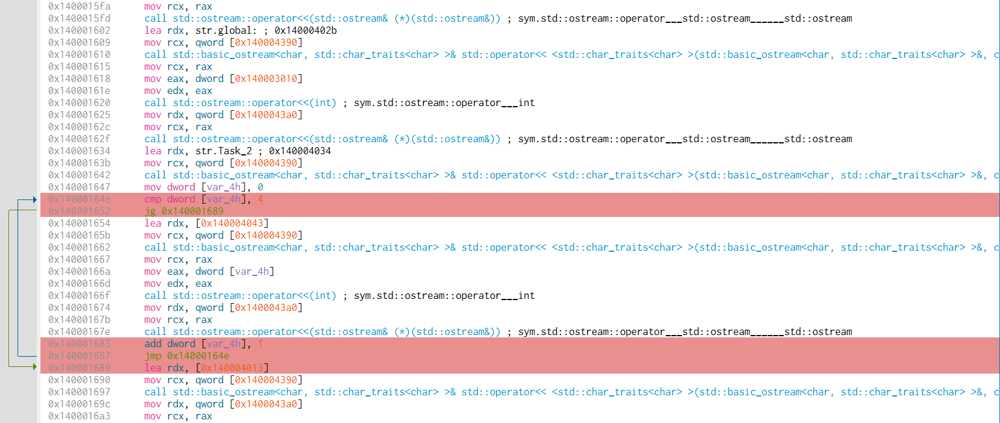 0x1400015fa mov rcx, rax
0x1400015fd call std::ostream::operator<<(std::ostream& (*)(std::ostream&)) ; sym.std::ostream::operator___std::ostream______std::ostream
0x140001602 lea rdx, str.global: ; 0x14000402b
0x140001609 mov rcx, qword [0x140004390]
0x140001610 call std::basic_ostream<char, std::char_traits<char> >& std::operator<< <std::char_traits<char> >(std::basic_ostream<char, std::char_traits<char> >&, c
0x140001615 mov rcx, rax
0x140001618 mov eax, dword [0x140003010]
0x14000161e mov edx, eax
0x140001620 call std::ostream::operator<<(int) ; sym.std::ostream::operator___int
0x140001625 mov rdx, qword [0x1400043a0]
0x14000162c mov rcx, rax
0x14000162f call std::ostream::operator<<(std::ostream& (*)(std::ostream&)) ; sym.std::ostream::operator___std::ostream______std::ostream
0x140001634 lea rdx, str.Task_2 ; 0x140004034
0x14000163b mov rcx, qword [0x140004390]
0x140001642 call std::basic_ostream<char, std::char_traits<char> >& std::operator<< <std::char_traits<char> >(std::basic_ostream<char, std::char_traits<char> >&, c
0x140001647 mov dword [var_4h], 0
0x14000164e cmp dword [var_4h], 4
0x140001652 jg 0x140001689
0x140001654 lea rdx, [0x140004043]
0x14000165b mov rcx, qword [0x140004390]
0x140001662 call std::basic_ostream<char, std::char_traits<char> >& std::operator<< <std::char_traits<char> >(std::basic_ostream<char, std::char_traits<char> >&, c
0x140001667 mov rcx, rax
0x14000166a mov eax, dword [var_4h]
0x14000166d mov edx, eax
0x14000166f call std::ostream::operator<<(int) ; sym.std::ostream::operator___int
0x140001674 mov rdx, qword [0x1400043a0]
0x14000167b mov rcx, rax
0x14000167e call std::ostream::operator<<(std::ostream& (*)(std::ostream&)) ; sym.std::ostream::operator___std::ostream______std::ostream
0x140001683 add dword [var_4h], 1
0x140001687 jmp 0x14000164e
0x140001689 lea rdx, [0x140004013]
0x140001690 mov rcx, qword [0x140004390]
0x140001697 call std::basic_ostream<char, std::char_traits<char> >& std::operator<< <std::char_traits<char> >(std::basic_ostream<char, std::char_traits<char> >&, c
0x14000169c mov rdx, qword [0x1400043a0]
0x1400016a3 mov rcx, rax